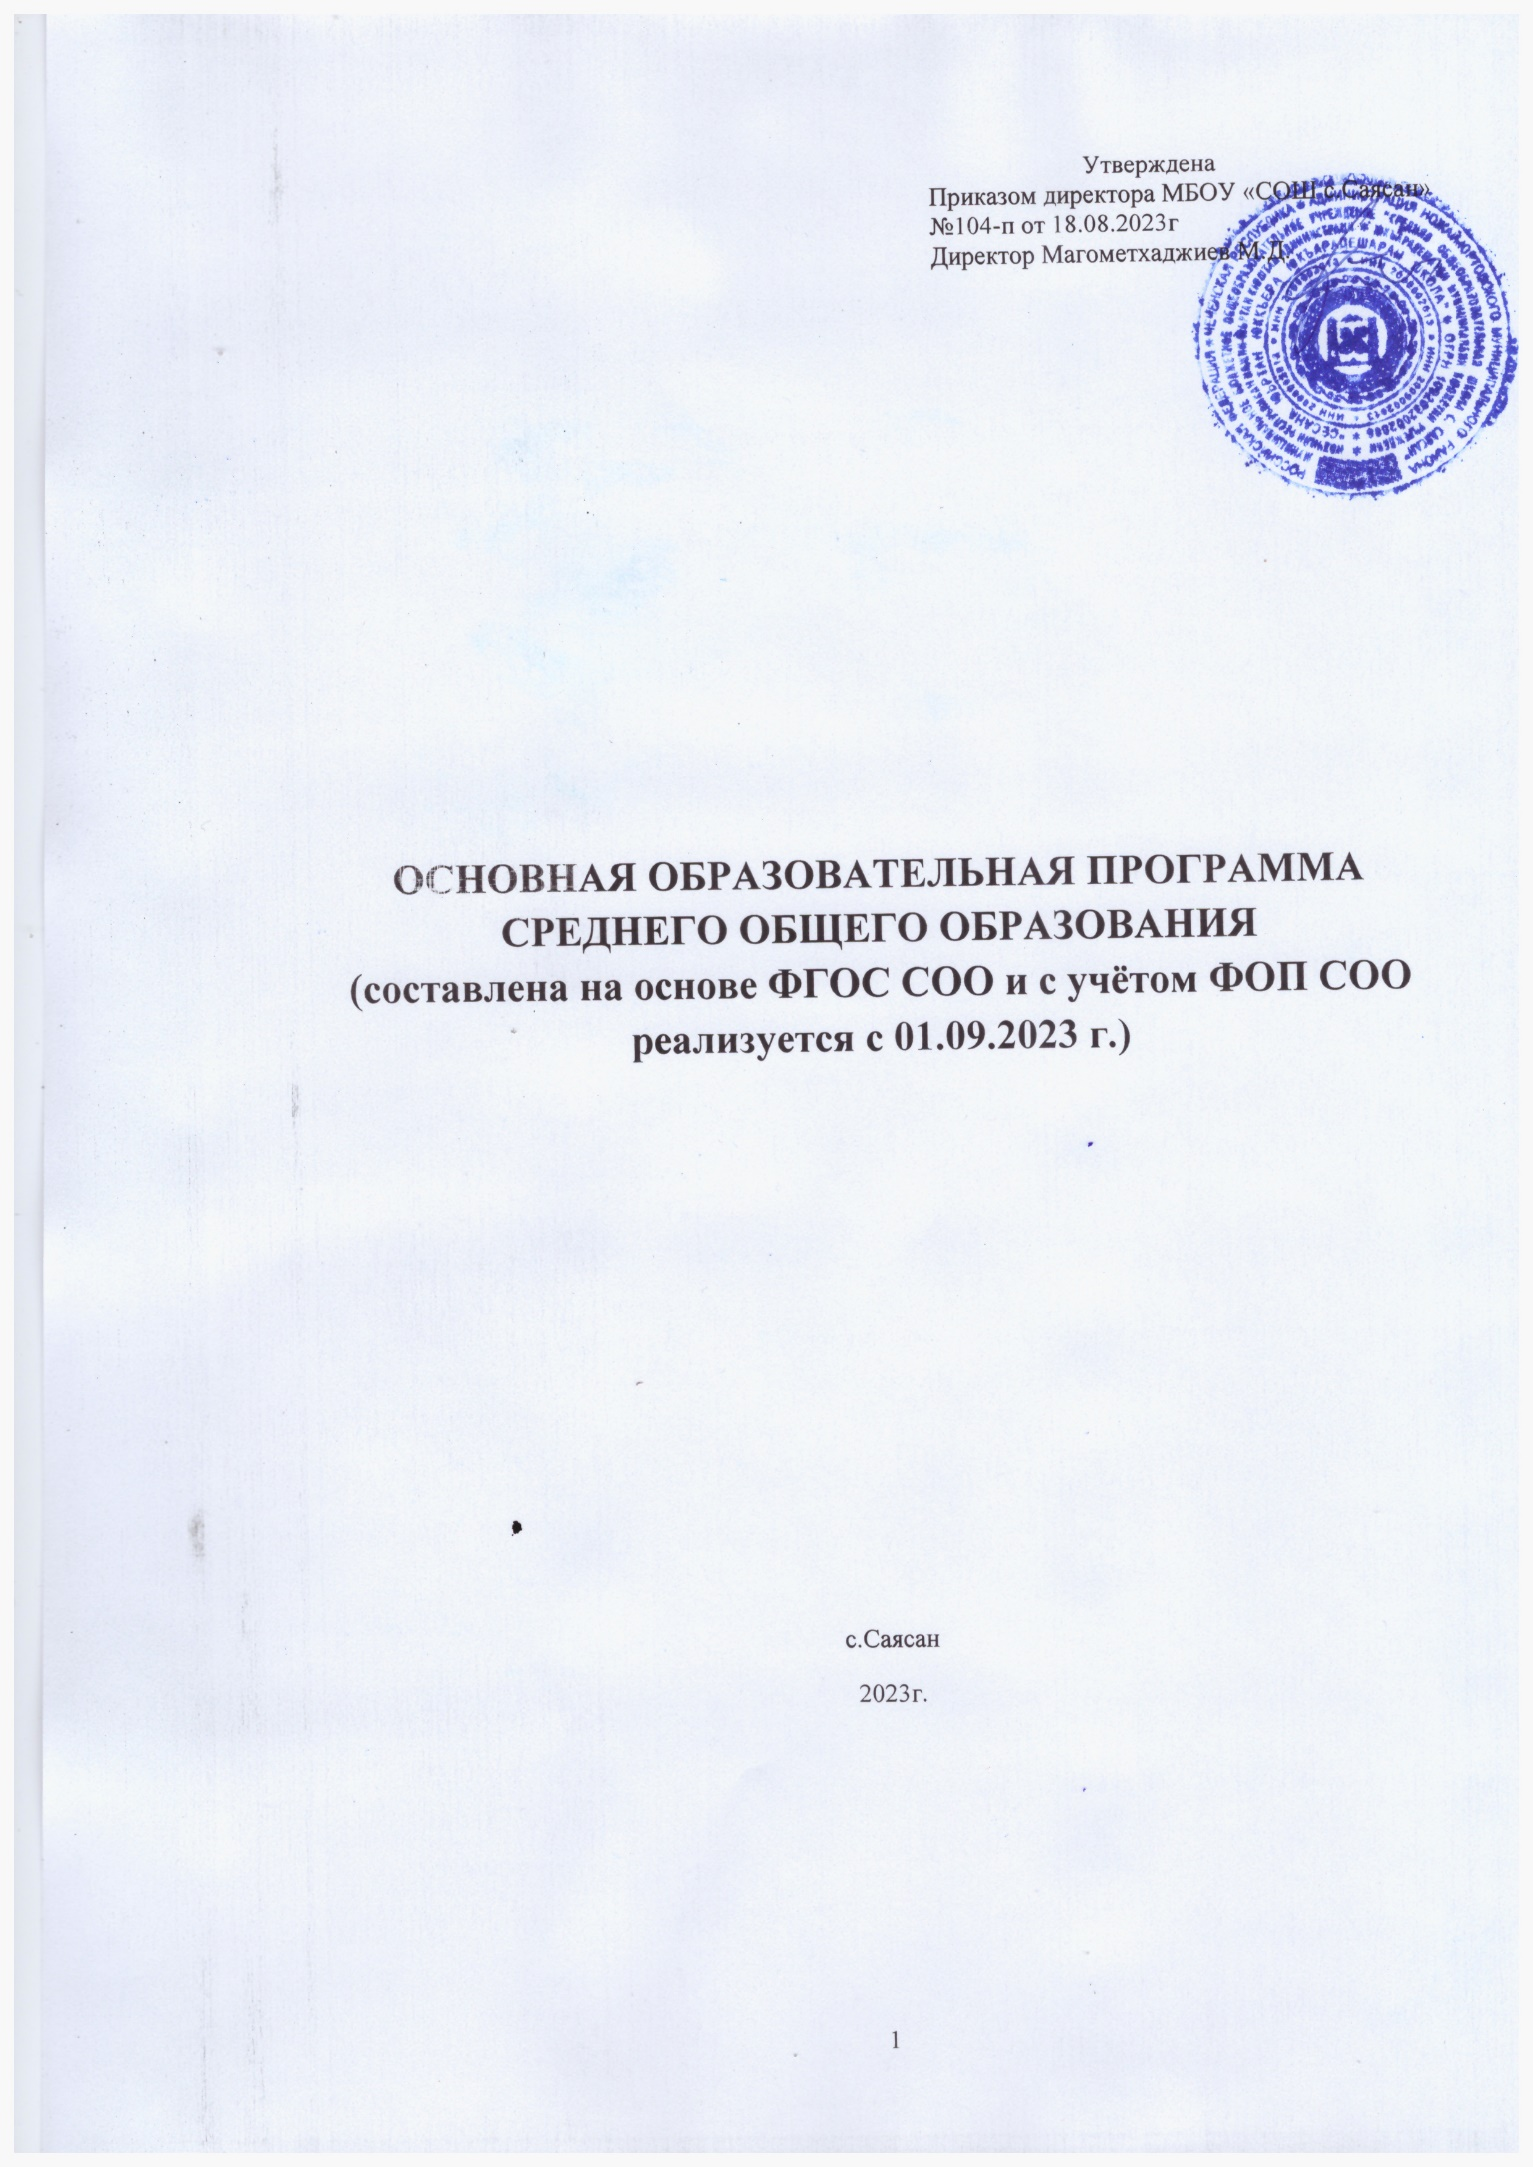 Утверждена
Приказом директора МБОУ «СОШ с.Саясан»
№104-п от 18.08.2023г
Директор Магометхаджиев М.Д.
ОСНОВНАЯ ОБРАЗОВАТЕЛЬНАЯ ПРОГРАММА
СРЕДНЕГО ОБЩЕГО ОБРАЗОВАНИЯ
(составлена на основе ФГОС СОО и с учётом ФОП СОО
реализуется с 01.09.2023 г.)
с.Саясан
2023г.
1